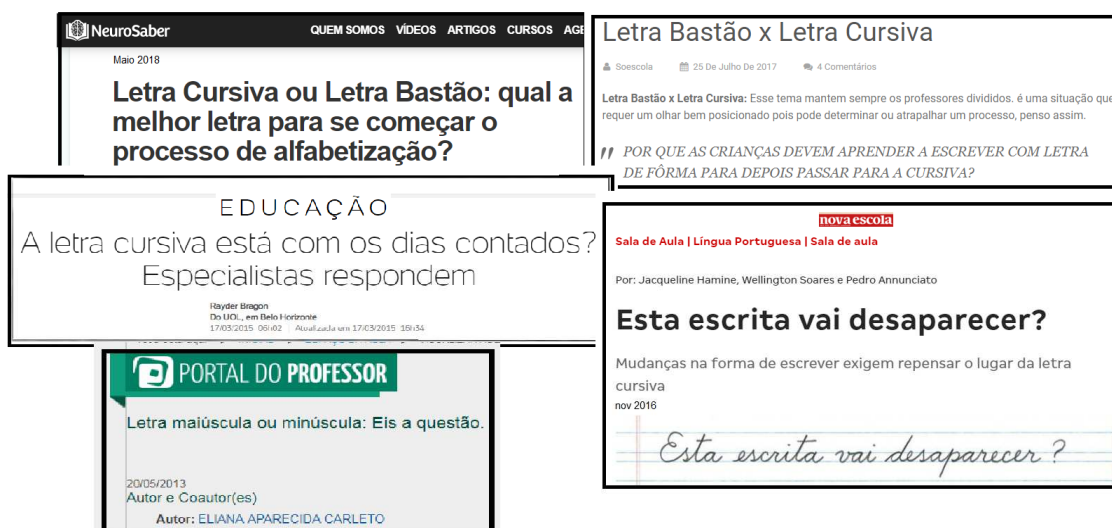 NeuroSaber
QUEM SOMOS VÍDEOS ARTIGOS CURSOS AGE
Maio 2018
Letra Cursiva ou Letra Bastão: qual a
melhor letra para se começar o
processo de alfabetização?
Letra Bastão x Letra Cursiva
Soescola 25 De Julho De 2017 4 Comentários
Letra Bastão x Letra Cursiva: Esse tema mantem sempre os professores divididos. é uma situação que
requer um olhar bem posicionado pois pode determinar ou atrapalhar um processo, penso assim.
" POR QUE AS CRIANÇAS DEVEM APRENDER A ESCREVER COM LETRA
DE FÔRMA PARA DEPOIS PASSAR PARA A CURSIVA?
EDUCAÇÃO
A letra cursiva está com os dias contados?
Especialistas respondem
Rayder Bragon
Do UOL, em Belo Horizonte
17/03/2015 06h02 | Atualizada em 17/03/2015 16h34
nova escola
Sala de Aula | Língua Portuguesa | Sala de aula
Por: Jacqueline Hamine, Wellington Soares e Pedro Annunciato
Esta escrita vai desaparecer?
Mudanças na forma de escrever exigem repensar o lugar da letra
cursiva
nov 2016
Esta escrita vai desaparecer?
PORTAL DO PROFESSOR
Letra maiúscula ou minúscula: Eis a questão.
20/05/2013
Autor e Coautor(es)
Autor: ELIANA APARECIDA CARLETO